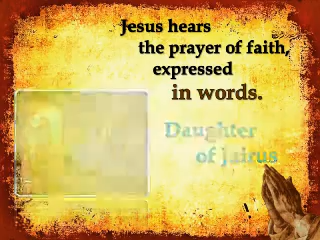 Jesus hears
the prayer of faith,
expressed
in words.
Daughter
of Jairus